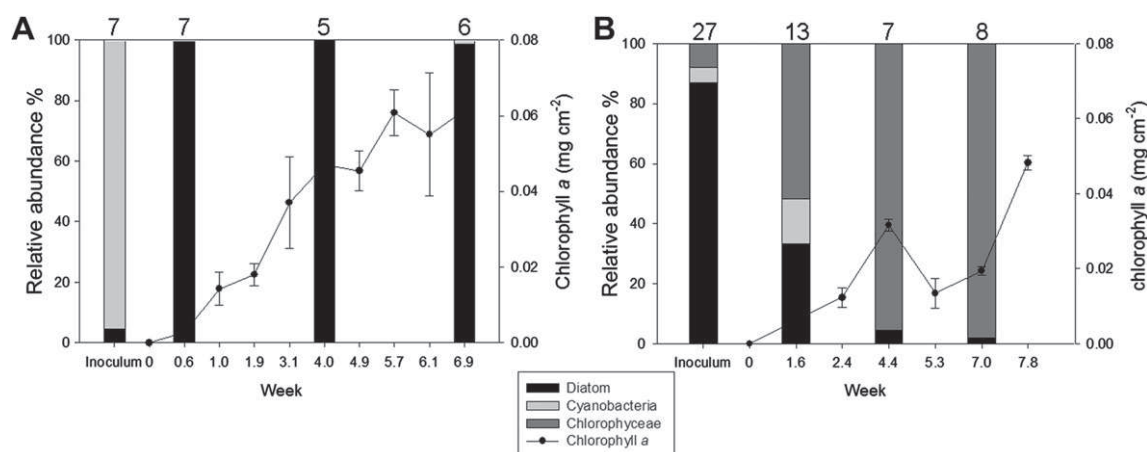 A
7 7 5 6
Relative abundance %
100
80
60
40
20
0
0.08
0.06
0.04
0.02
0.00
Chlorophyll a (mg cm-2)
Inoculum 0 0.6 1.0 1.9 3.1 4.0 4.9 5.7 6.1 6.9
Week
B
27 13 7 8
Relative abundance %
100
80
60
40
20
0
0.08
0.06
0.04
0.02
0.00
chlorophyll a (mg cm-2)
Inoculum 0 1.6 2.4 4.4 5.3 7.0 7.8
Week
Diatom
Cyanobacteria
Chlorophyceae
Chlorophyll a